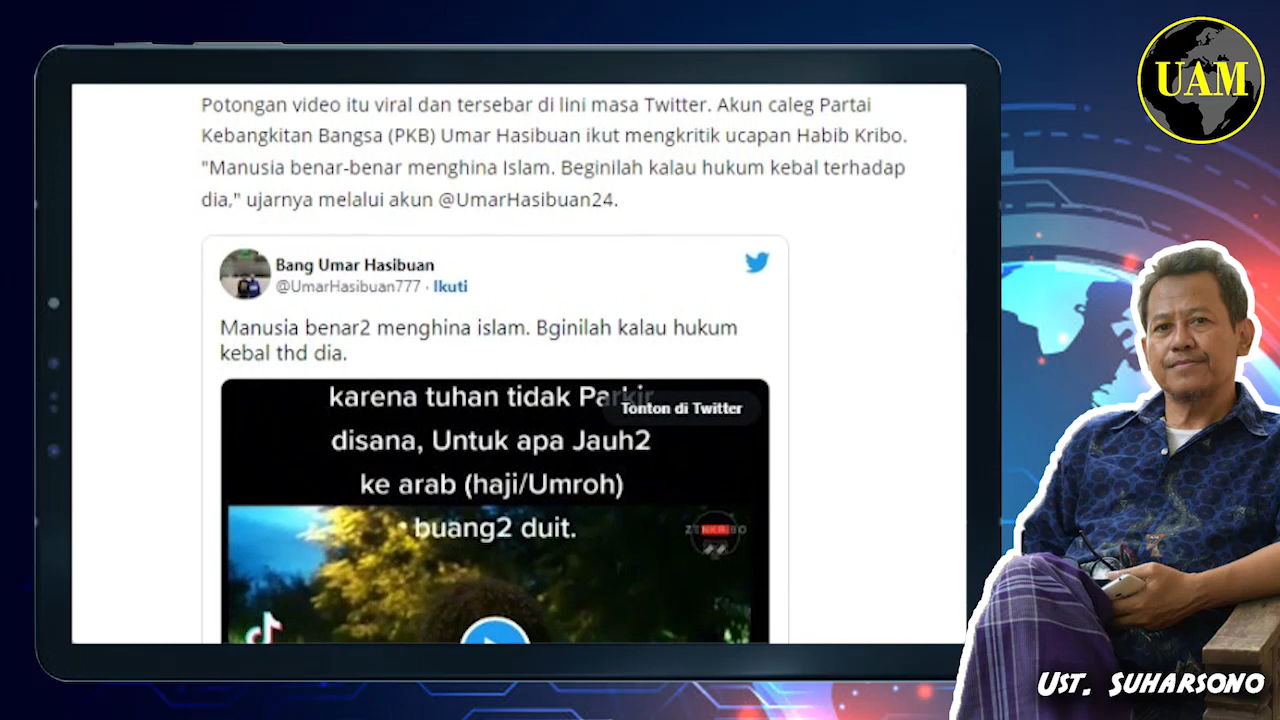 Potongan video itu viral dan tersebar di lini masa Twitter. Akun caleg Partai
Kebangkitan Bangsa (PKB) Umar Hasibuan ikut mengkritik ucapan Habib Kribo.
"Manusia benar-benar menghina Islam. Beginilah kalau hukum kebal terhadap
dia," ujarnya melalui akun @UmarHasibuan24.
Bang Umar Hasibuan
@UmarHasibuan777 · Ikuti
Manusia benar2 menghina islam. Bginilah kalau hukum
kebal thd dia.
karena tuhan tidak Parkir
Tonton di Twitter
disana, Untuk apa Jauh2
ke arab (haji/Umroh)
buang2 duit.
UAM
Ust. Suharsono